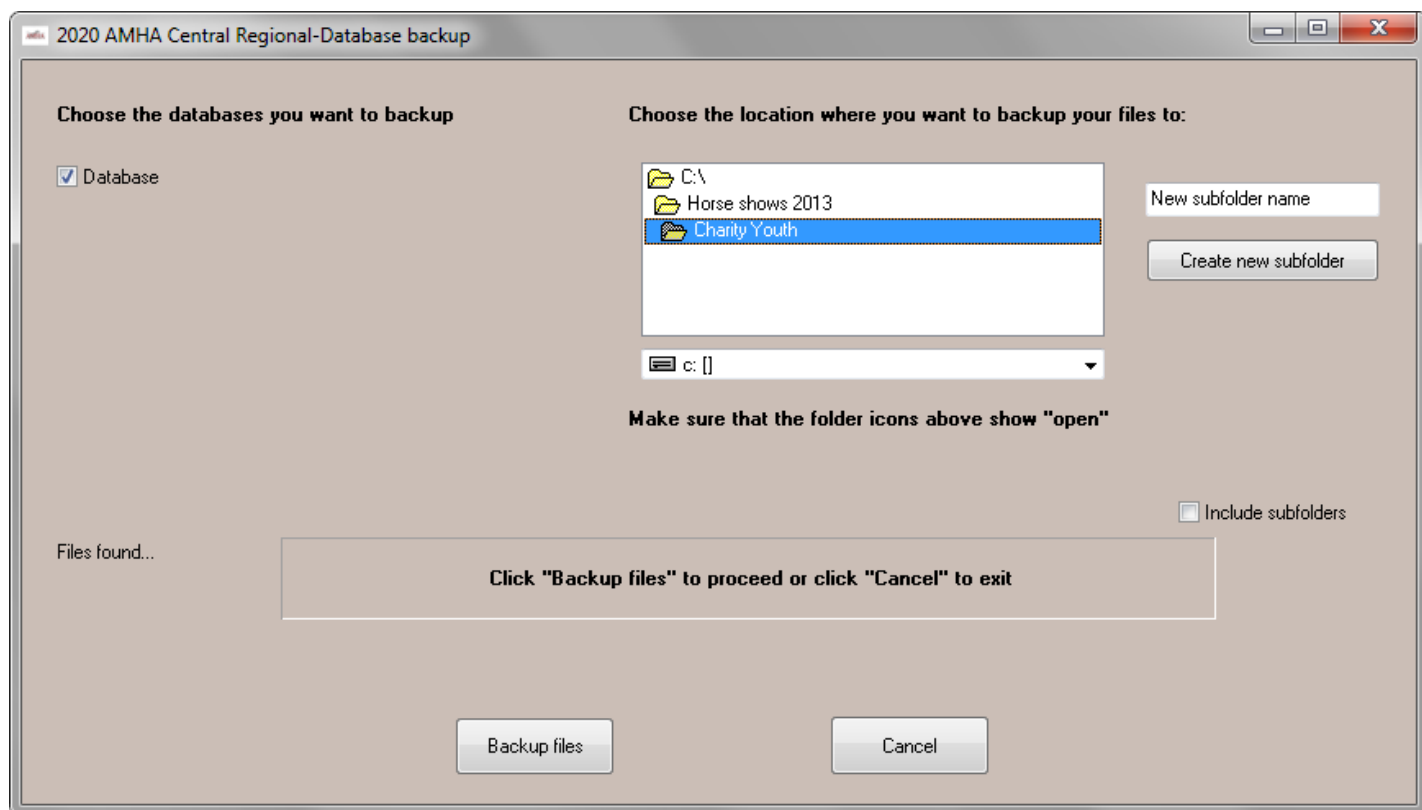 2020 AMHA Central Regional-Database backup
Choose the databases you want to backup
Choose the location where you want to backup your files to:
Database
C:\
Horse shows 2013
Charity Youth
New subfolder name
Create new subfolder
c: []
Make sure that the folder icons above show "open"
Include subfolders
Files found...
Click "Backup files" to proceed or click "Cancel" to exit
Backup files
Cancel